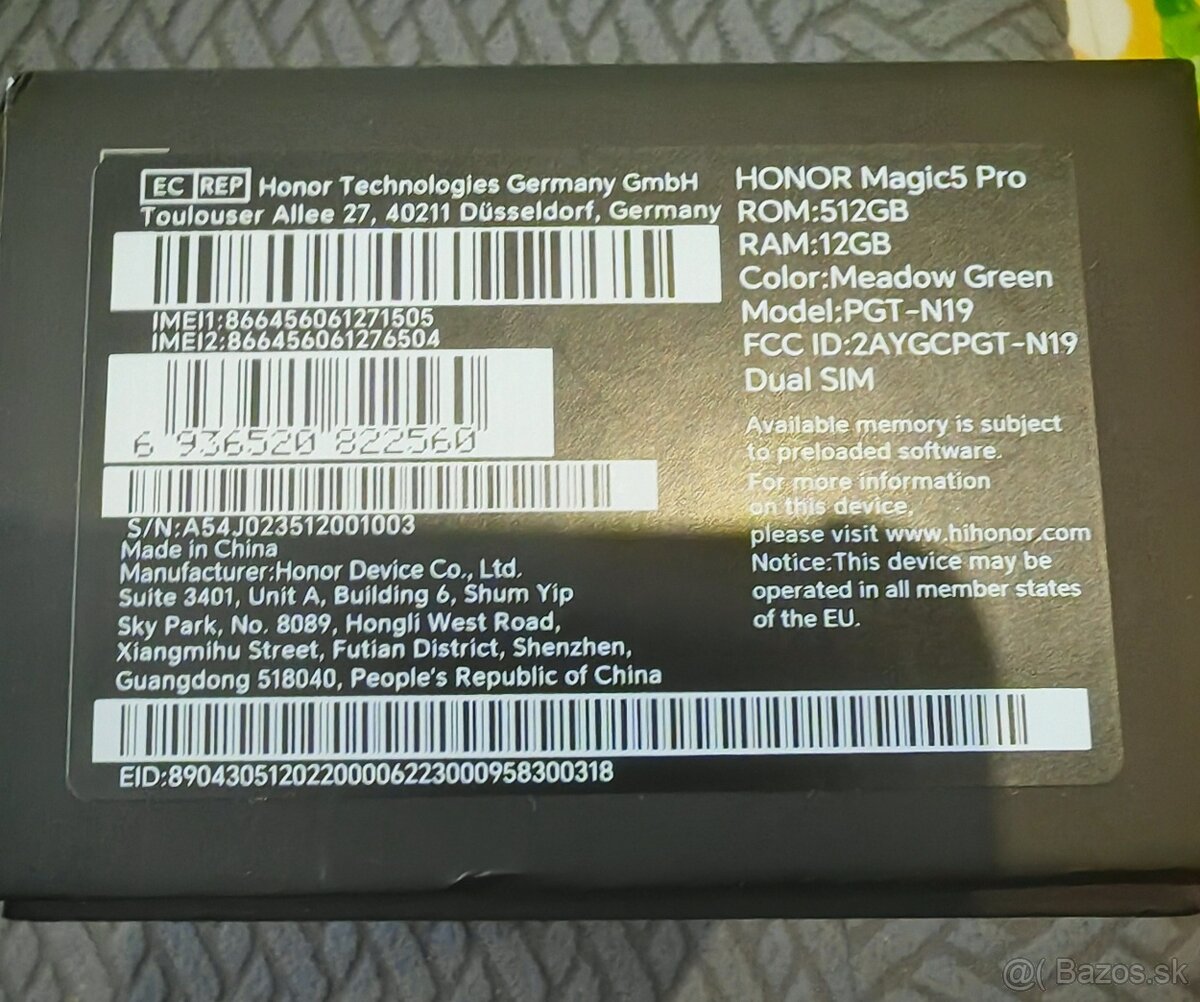 EC REP Honor Technologies Germany GmbH
Toulouser Allee 27, 40211 Düsseldorf, Germany
IMEI1:866456061271505
IMEI2:866456061276504
6 936520 822560
S/N:A54J023512001003
Made in China
Manufacturer:Honor Device Co., Ltd.
Suite 3401, Unit A, Building 6, Shum Yip
Sky Park, No. 8089, Hongli West Road,
Xiangmihu Street, Futian District, Shenzhen,
Guangdong 518040, People's Republic of China
EID:89043051202200006223000958300318
HONOR Magic5 Pro
ROM:512GB
RAM:12GB
Color:Meadow Green
Model:PGT-N19
FCC ID:2AYGCPGT-N19
Dual SIM
Available memory is subject
to preloaded software.
For more information
on this device,
please visit www.hihonor.com
Notice:This device may be
operated in all member states
of the EU.
@( Bazos.sk